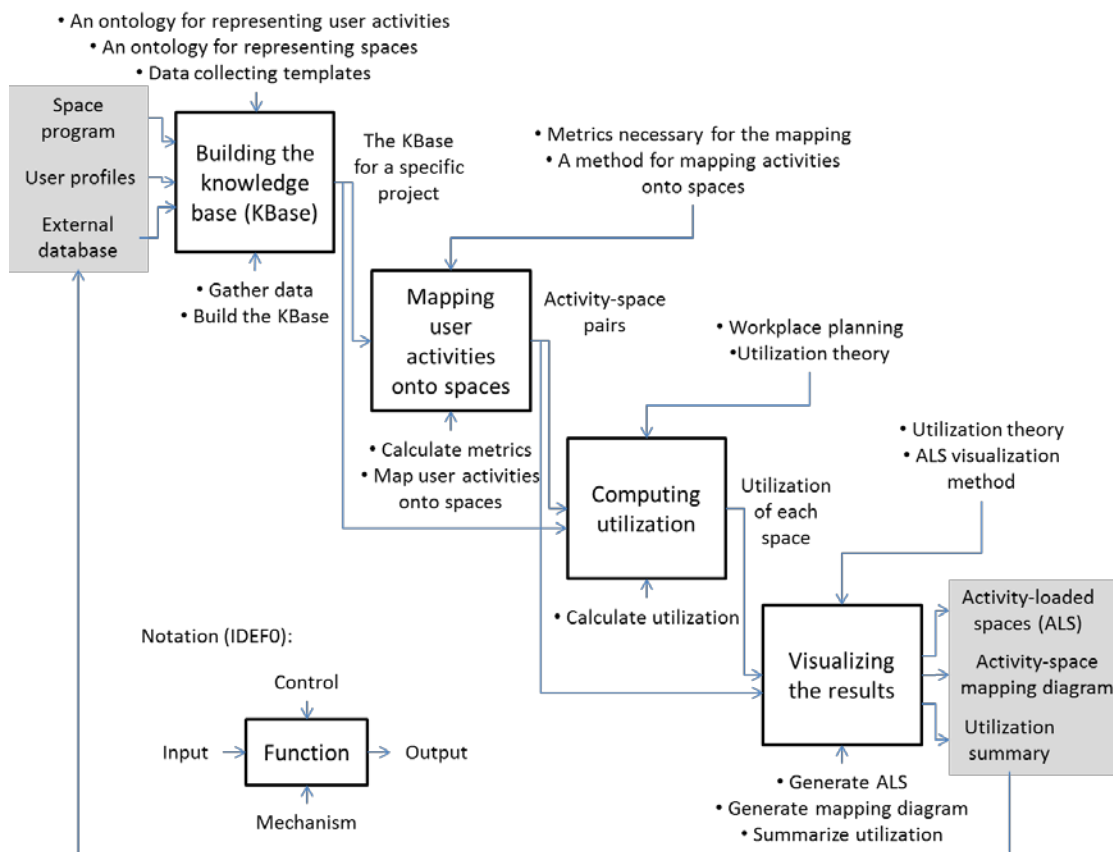 • An ontology for representing user activities
• An ontology for representing spaces
• Data collecting templates
Space
program
User profiles
External
database
Building the
knowledge
base (KBase)
The KBase
for a specific
project
• Gather data
• Build the KBase
• Metrics necessary for the mapping
• A method for mapping activities
onto spaces
Mapping
user
activities
onto spaces
Activity-space
pairs
• Calculate metrics
• Map user activities
onto spaces
• Workplace planning
• Utilization theory
Computing
utilization
Utilization
of each
space
• Calculate utilization
• Utilization theory
• ALS visualization
method
Visualizing
the results
Activity-loaded
spaces (ALS)
Activity-space
mapping diagram
Utilization
summary
• Generate ALS
• Generate mapping diagram
• Summarize utilization
Notation (IDEF0):
Control
Input
Function
Output
Mechanism